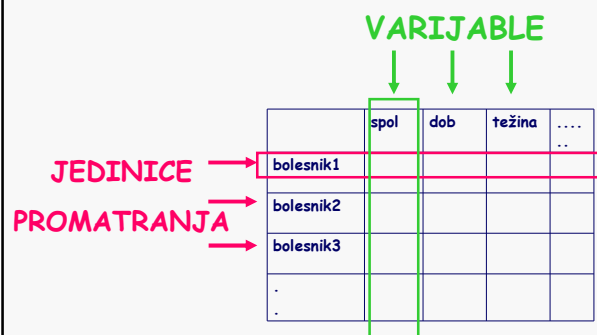 VARIJABLE
spol dob težina ....
..
JEDINICE
PROMATRANJA
bolesnik1
bolesnik2
bolesnik3
.
.